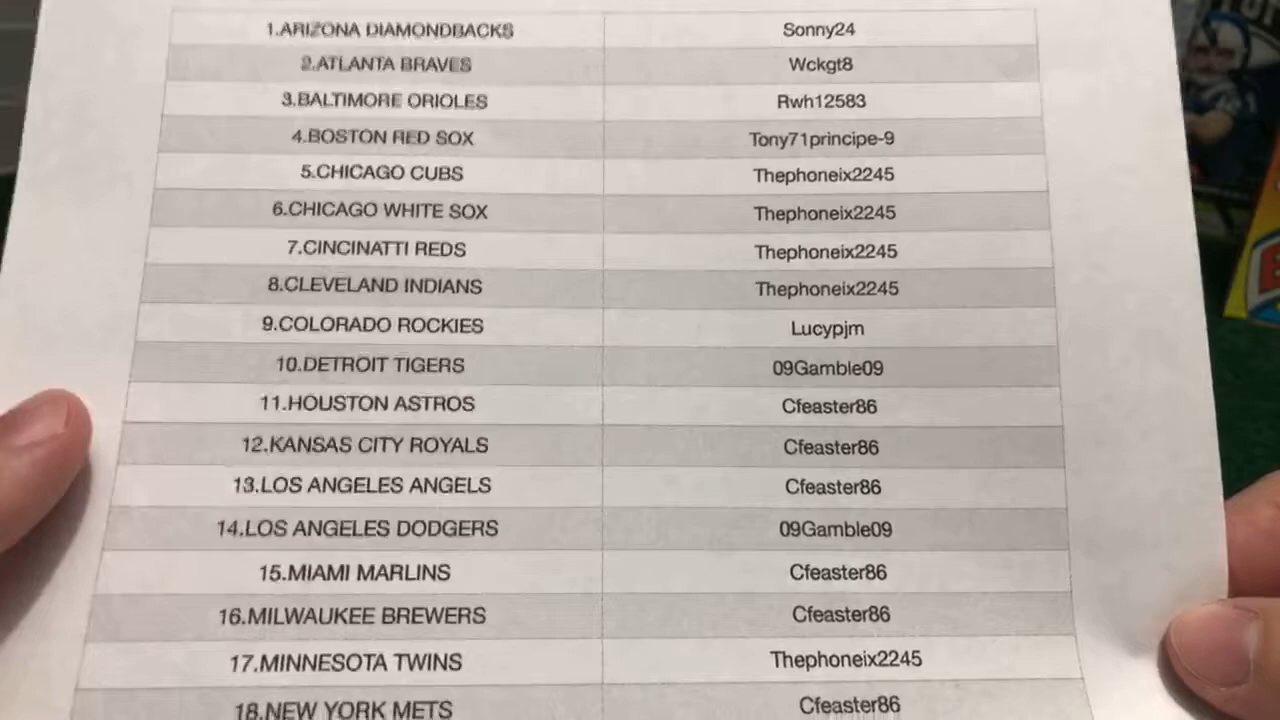 1.ARIZONA DIAMONDBACKS Sonny24
2.ATLANTA BRAVES Wckgt8
3.BALTIMORE ORIOLES Rwh12583
4.BOSTON RED SOX Tony71principe-9
5.CHICAGO CUBS Thephoneix2245
6.CHICAGO WHITE SOX Thephoneix2245
7.CINCINATTI REDS Thephoneix2245
8.CLEVELAND INDIANS Thephoneix2245
9.COLORADO ROCKIES Lucypjm
10.DETROIT TIGERS 09Gamble09
11.HOUSTON ASTROS Cfeaster86
12.KANSAS CITY ROYALS Cfeaster86
13.LOS ANGELES ANGELS Cfeaster86
14.LOS ANGELES DODGERS 09Gamble09
15.MIAMI MARLINS Cfeaster86
16.MILWAUKEE BREWERS Cfeaster86
17.MINNESOTA TWINS Thephoneix2245
18.NEW YORK METS Cfeaster86